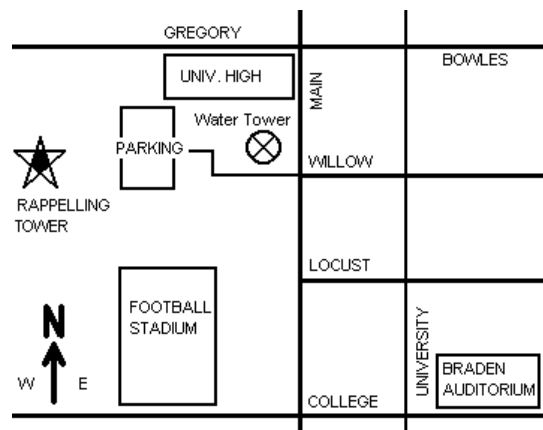 GREGORY
BOWLES
UNIV. HIGH
MAIN
Water Tower
PARKING
WILLOW
RAPPELLING
TOWER
LOCUST
FOOTBALL
STADIUM
N
UNIVERSITY
W E
BRADEN
AUDITORIUM
COLLEGE